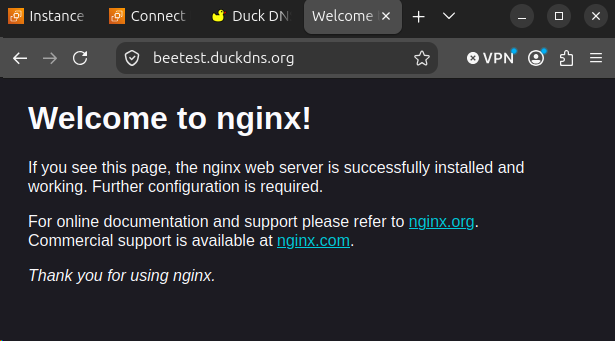 Instance
Connect
Duck DN
Welcome
beetest.duckdns.org
VPN
Welcome to nginx!
If you see this page, the nginx web server is successfully installed and
working. Further configuration is required.
For online documentation and support please refer to nginx.org.
Commercial support is available at nginx.com.
Thank you for using nginx.